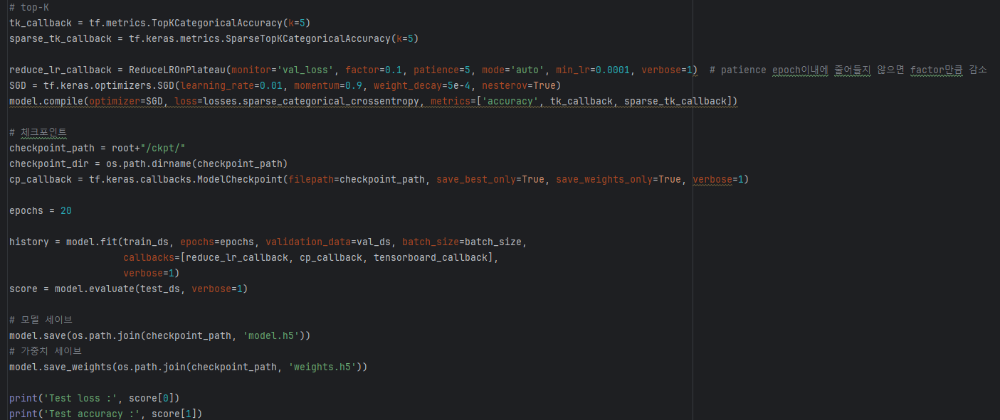 # top-K
tk_callback = tf.metrics.TopKCategoricalAccuracy(k=5)
sparse_tk_callback = tf.keras.metrics.SparseTopKCategoricalAccuracy(k=5)
reduce_lr_callback = ReduceLROnPlateau(monitor='val_loss', factor=0.1, patience=5, mode='auto', min_lr=0.0001, verbose=1)  # patience epoch이내에 줄어들지 않으면 factor만큼 감소
SGD = tf.keras.optimizers.SGD(learning_rate=0.01, momentum=0.9, weight_decay=5e-4, nesterov=True)
model.compile(optimizer=SGD, loss=losses.sparse_categorical_crossentropy, metrics=['accuracy', tk_callback, sparse_tk_callback])
# 체크포인트
checkpoint_path = root+"/ckpt/"
checkpoint_dir = os.path.dirname(checkpoint_path)
cp_callback = tf.keras.callbacks.ModelCheckpoint(filepath=checkpoint_path, save_best_only=True, save_weights_only=True, verbose=1)
epochs = 20
history = model.fit(train_ds, epochs=epochs, validation_data=val_ds, batch_size=batch_size,
                    callbacks=[reduce_lr_callback, cp_callback, tensorboard_callback],
                    verbose=1)
score = model.evaluate(test_ds, verbose=1)
# 모델 세이브
model.save(os.path.join(checkpoint_path, 'model.h5'))
# 가중치 세이브
model.save_weights(os.path.join(checkpoint_path, 'weights.h5'))
print('Test loss :', score[0])
print('Test accuracy :', score[1])